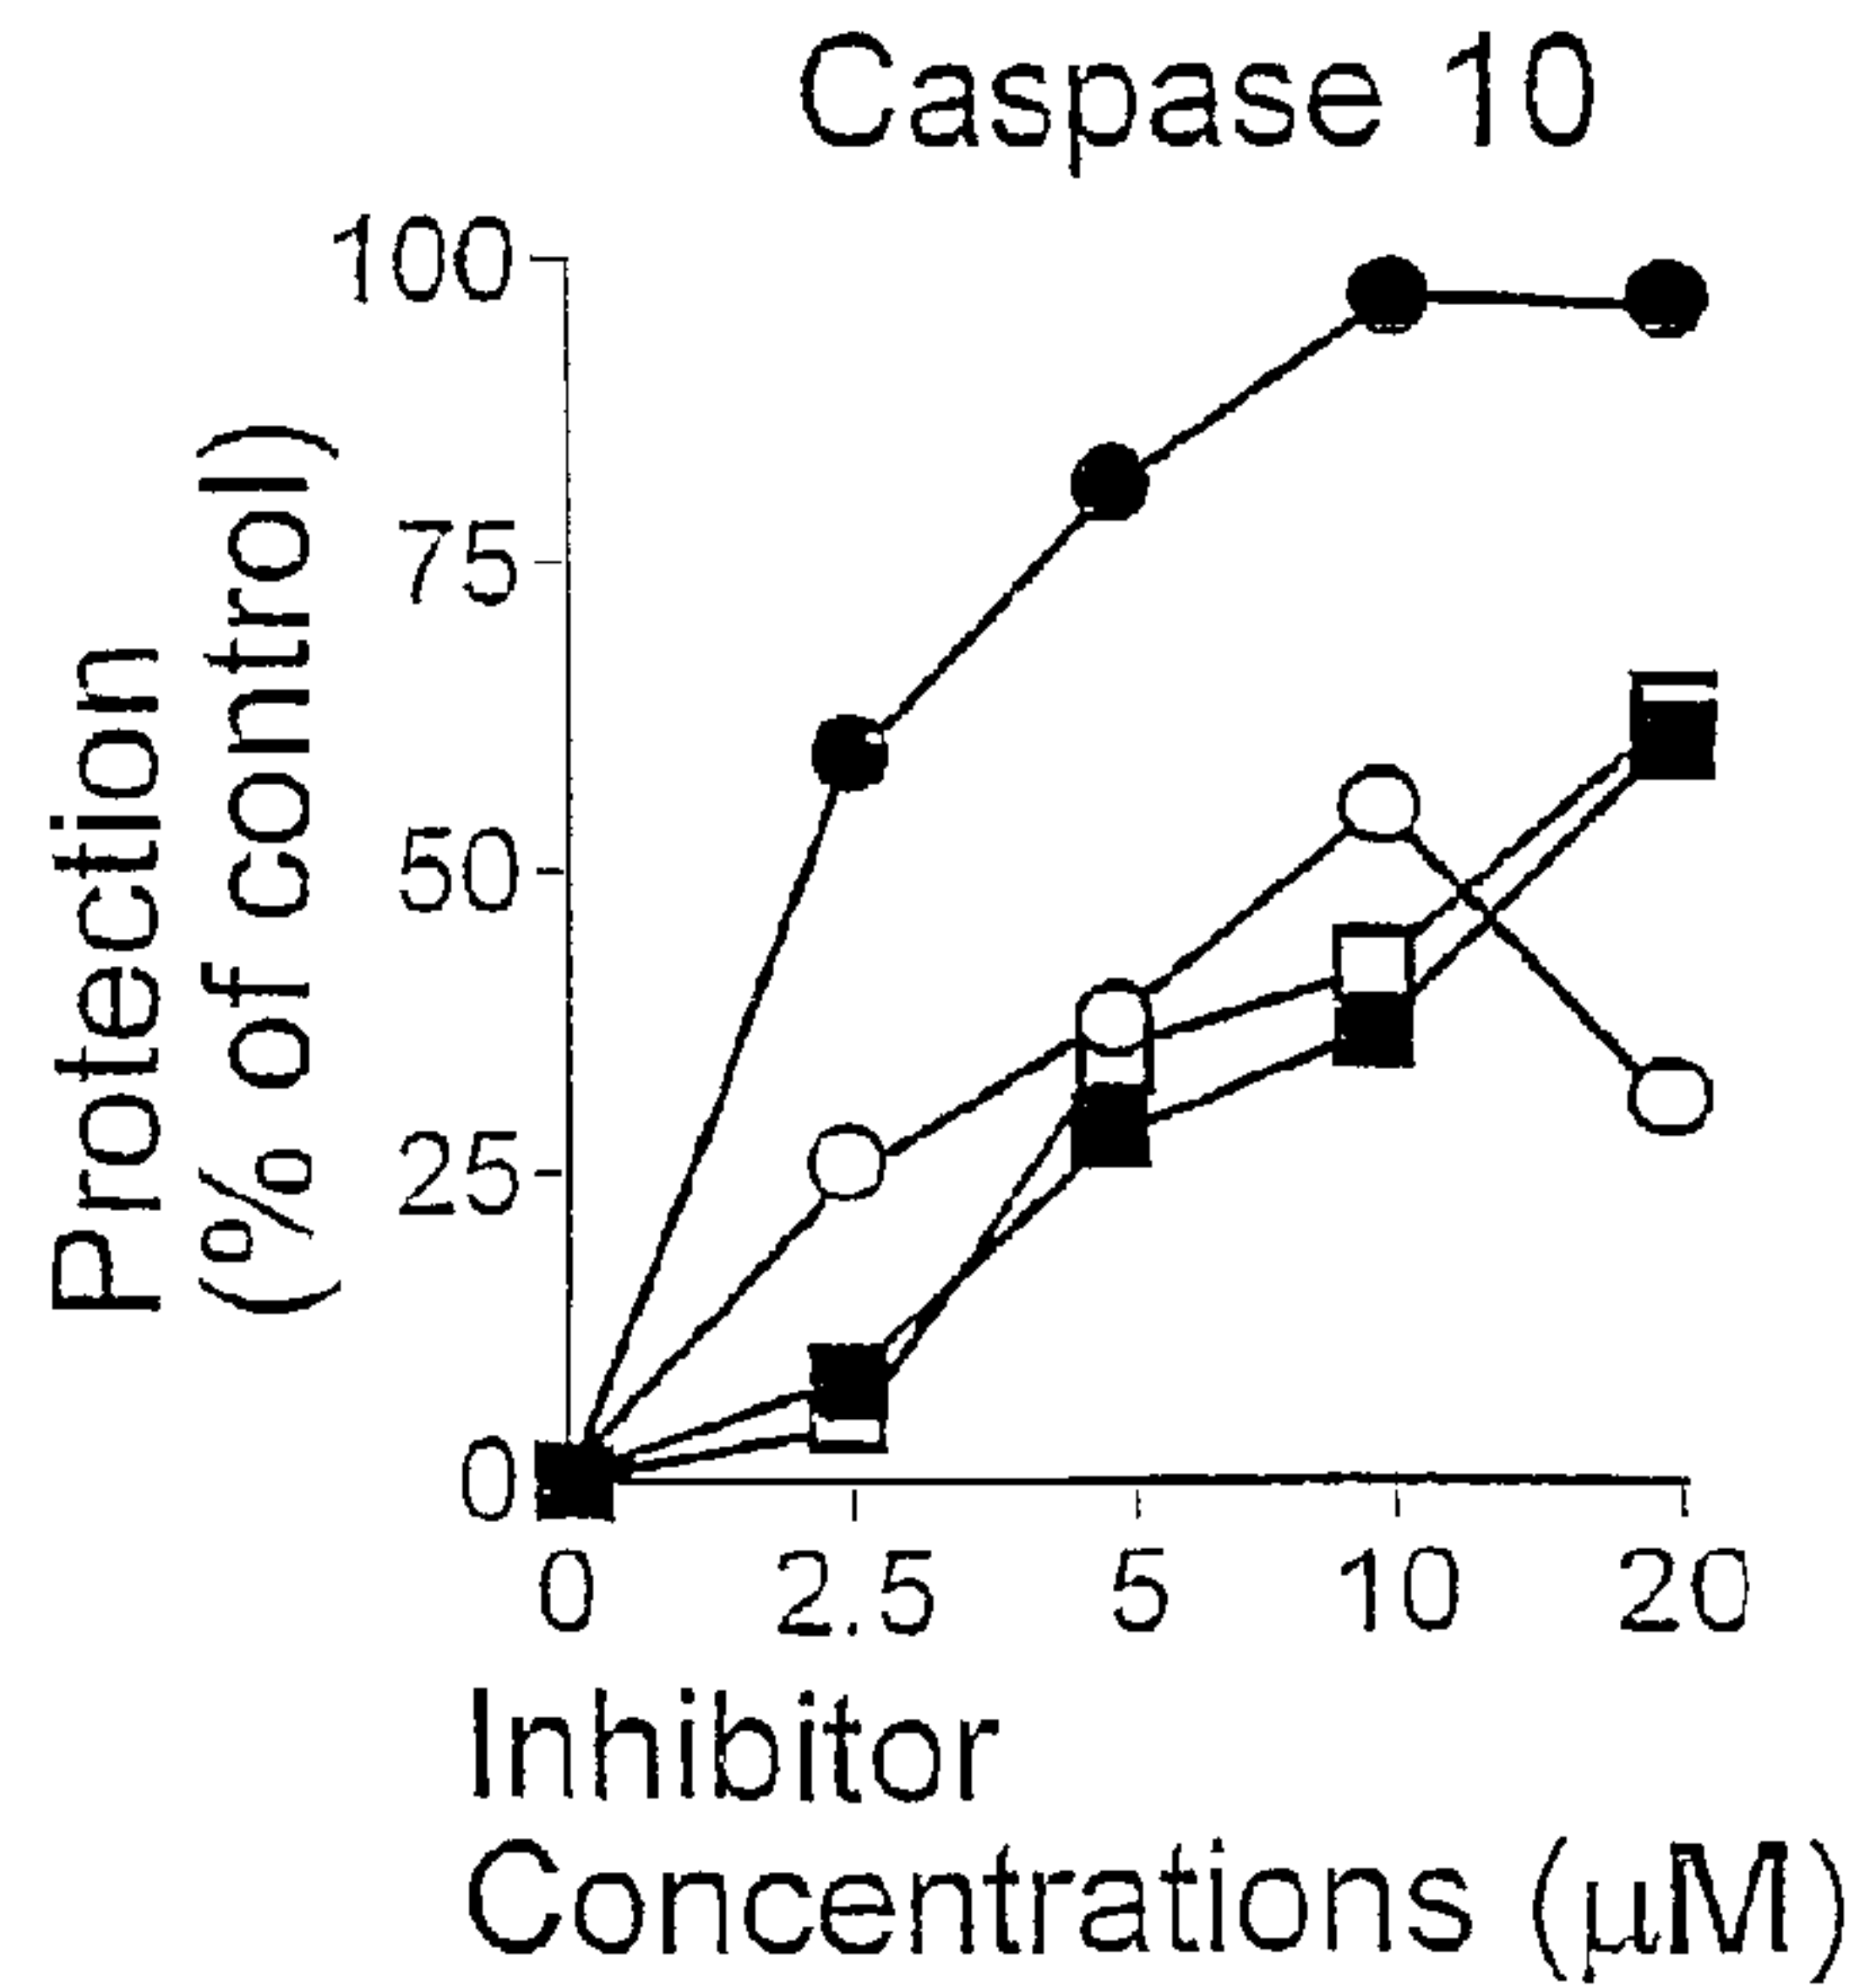 Caspase 10
Protection
(% of control)
100
75
50
25
0
0 2.5 5 10 20
Inhibitor
Concentrations (μM)